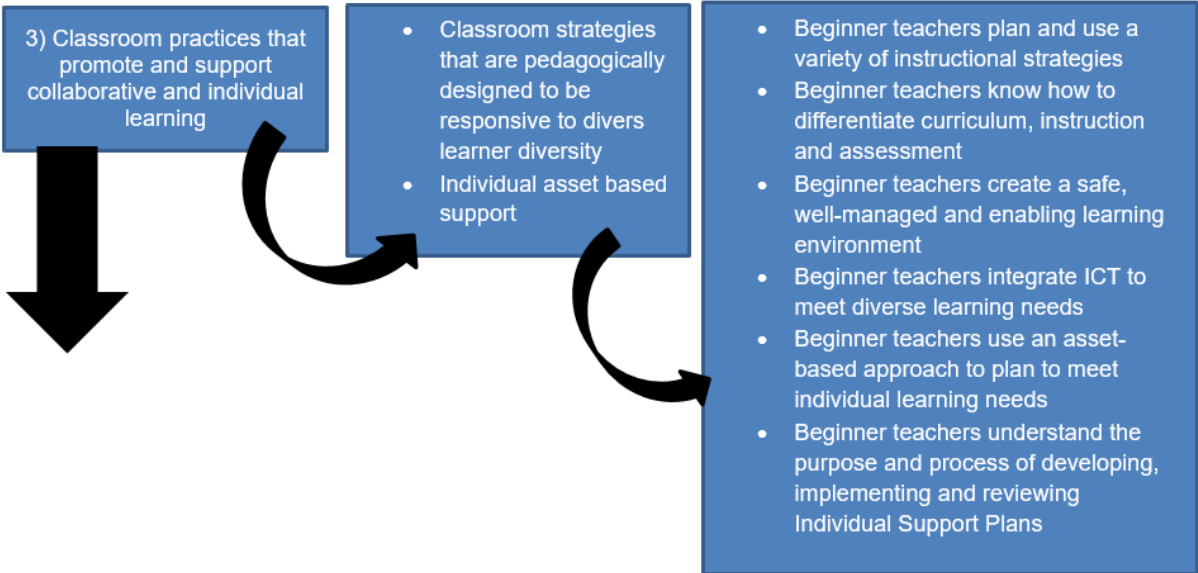 3) Classroom practices that
promote and support
collaborative and individual
learning
• Classroom strategies
that are pedagogically
designed to be
responsive to divers
learner diversity
• Individual asset based
support
• Beginner teachers plan and use a
variety of instructional strategies
• Beginner teachers know how to
differentiate curriculum, instruction
and assessment
• Beginner teachers create a safe,
well-managed and enabling learning
environment
• Beginner teachers integrate ICT to
meet diverse learning needs
• Beginner teachers use an asset-
based approach to plan to meet
individual learning needs
• Beginner teachers understand the
purpose and process of developing,
implementing and reviewing
Individual Support Plans